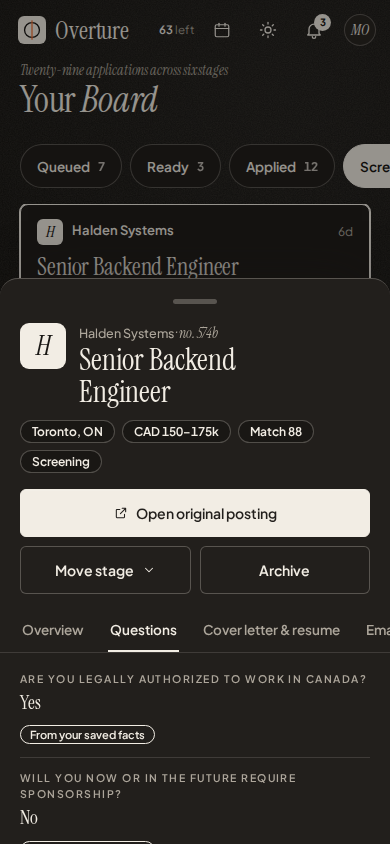 Overture
63 left
3
MO
Twenty-nine applications across six stages
Your Board
Queued 7
Ready 3
Applied 12
Scre
H
Halden Systems
6d
Senior Backend Engineer
H
Halden Systems · no. 574b
Senior Backend
Engineer
Toronto, ON
CAD 150–175k
Match 88
Screening
Open original posting
Move stage
Archive
Overview
Questions
Cover letter & resume
Ema
ARE YOU LEGALLY AUTHORIZED TO WORK IN CANADA?
Yes
From your saved facts
WILL YOU NOW OR IN THE FUTURE REQUIRE
SPONSORSHIP?
No